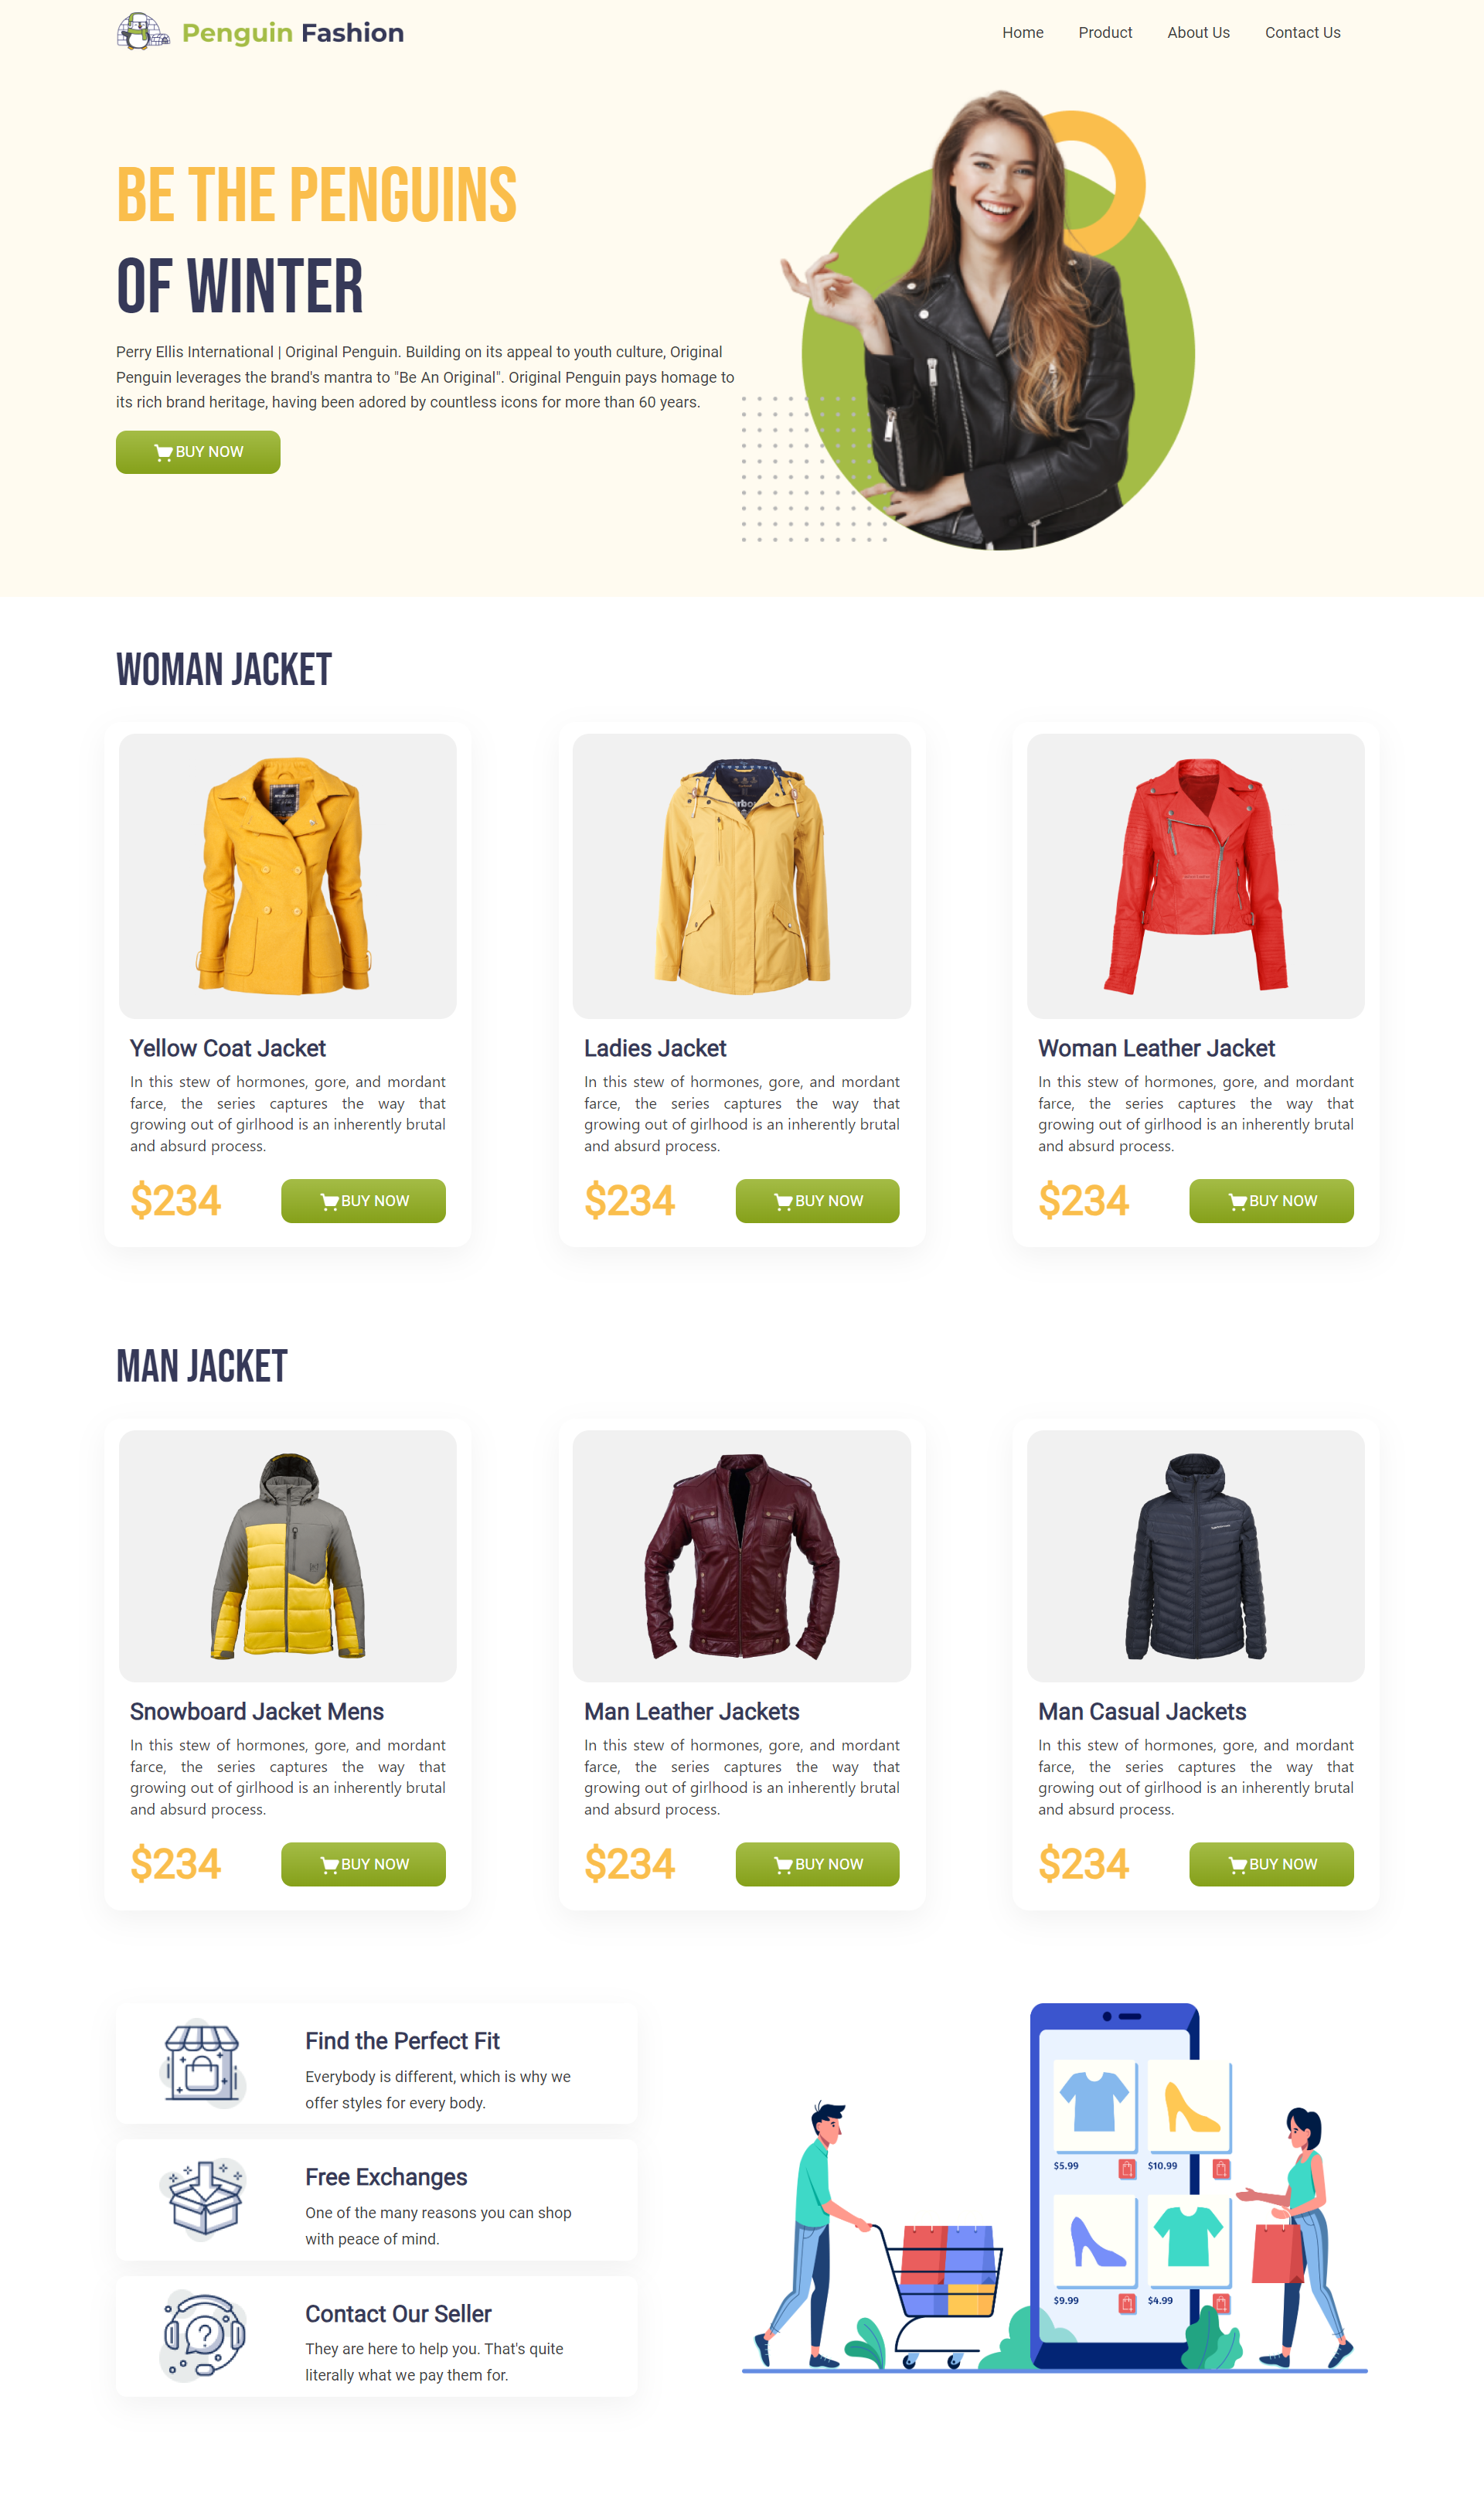 Penguin Fashion
Home Product About Us Contact Us
BE THE PENGUINS
OF WINTER
Perry Ellis International | Original Penguin. Building on its appeal to youth culture, Original
Penguin leverages the brand's mantra to "Be An Original". Original Penguin pays homage to
its rich brand heritage, having been adored by countless icons for more than 60 years.
BUY NOW
WOMAN JACKET
Yellow Coat Jacket
In this stew of hormones, gore, and mordant
farce, the series captures the way that
growing out of girlhood is an inherently brutal
and absurd process.
$234
BUY NOW
Ladies Jacket
In this stew of hormones, gore, and mordant
farce, the series captures the way that
growing out of girlhood is an inherently brutal
and absurd process.
$234
BUY NOW
Woman Leather Jacket
In this stew of hormones, gore, and mordant
farce, the series captures the way that
growing out of girlhood is an inherently brutal
and absurd process.
$234
BUY NOW
MAN JACKET
Snowboard Jacket Mens
In this stew of hormones, gore, and mordant
farce, the series captures the way that
growing out of girlhood is an inherently brutal
and absurd process.
$234
BUY NOW
Man Leather Jackets
In this stew of hormones, gore, and mordant
farce, the series captures the way that
growing out of girlhood is an inherently brutal
and absurd process.
$234
BUY NOW
Man Casual Jackets
In this stew of hormones, gore, and mordant
farce, the series captures the way that
growing out of girlhood is an inherently brutal
and absurd process.
$234
BUY NOW
Find the Perfect Fit
Everybody is different, which is why we
offer styles for every body.
Free Exchanges
One of the many reasons you can shop
with peace of mind.
Contact Our Seller
They are here to help you. That's quite
literally what we pay them for.
$5.99
$10.99
$9.99
$4.99